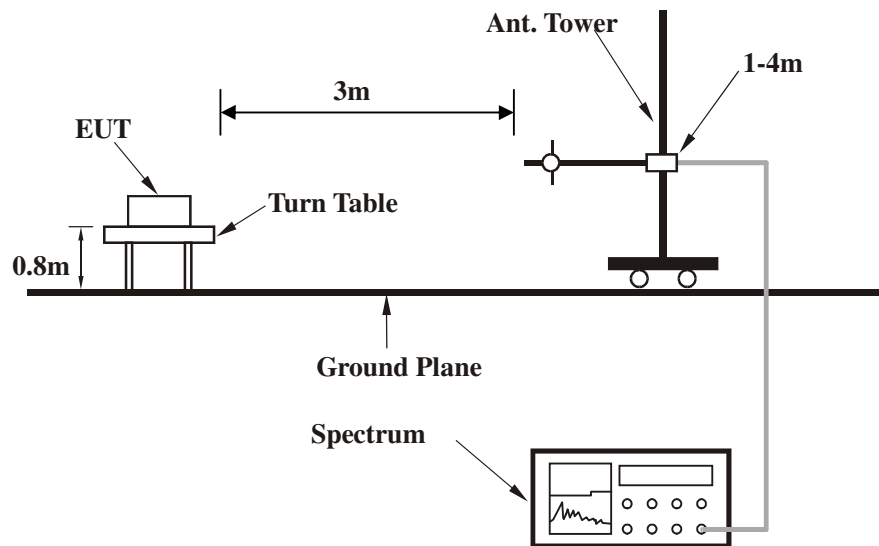 Ant. Tower
1-4m
3m
EUT
Turn Table
0.8m
Ground Plane
Spectrum